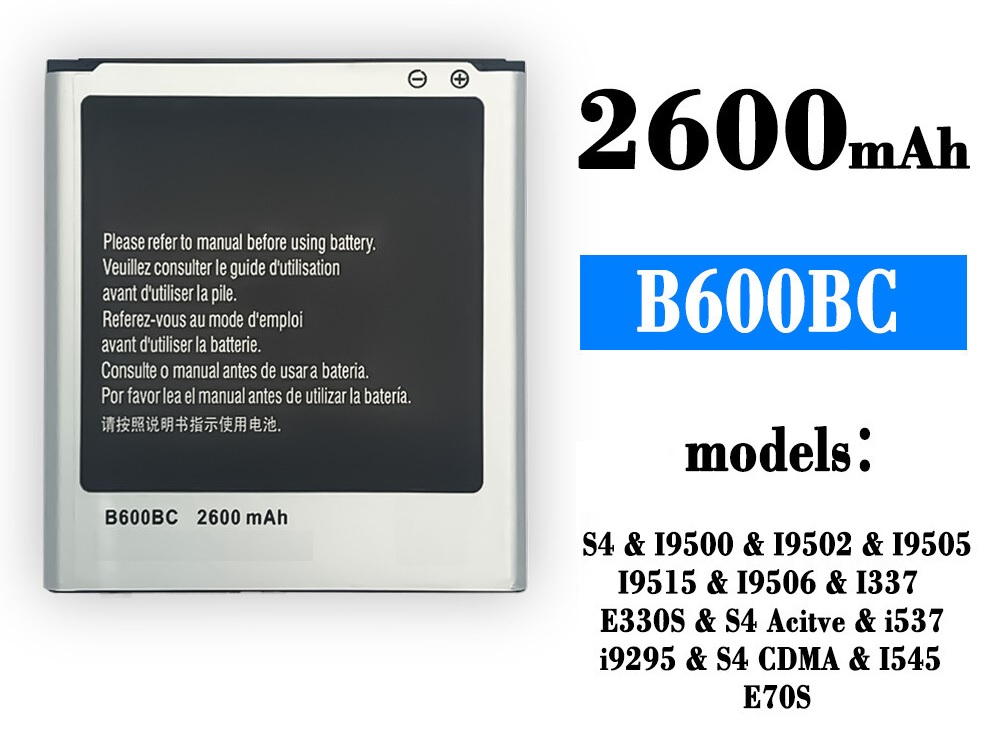 Please refer to manual before using battery.
Veuillez consulter le guide d'utilisation
avant d'utiliser la pile.
Referez-vous au mode d'emploi
avant d'utiliser la batterie.
Consulte o manual antes de usar a bateria.
Por favor lea el manual antes de utilizar la batería.
请按照说明书指示使用电池.
B600BC 2600 mAh
2600mAh
B600BC
models:
S4 & I9500 & I9502 & I9505
I9515 & I9506 & I337
E330S & S4 Acitve & i537
i9295 & S4 CDMA & I545
E70S